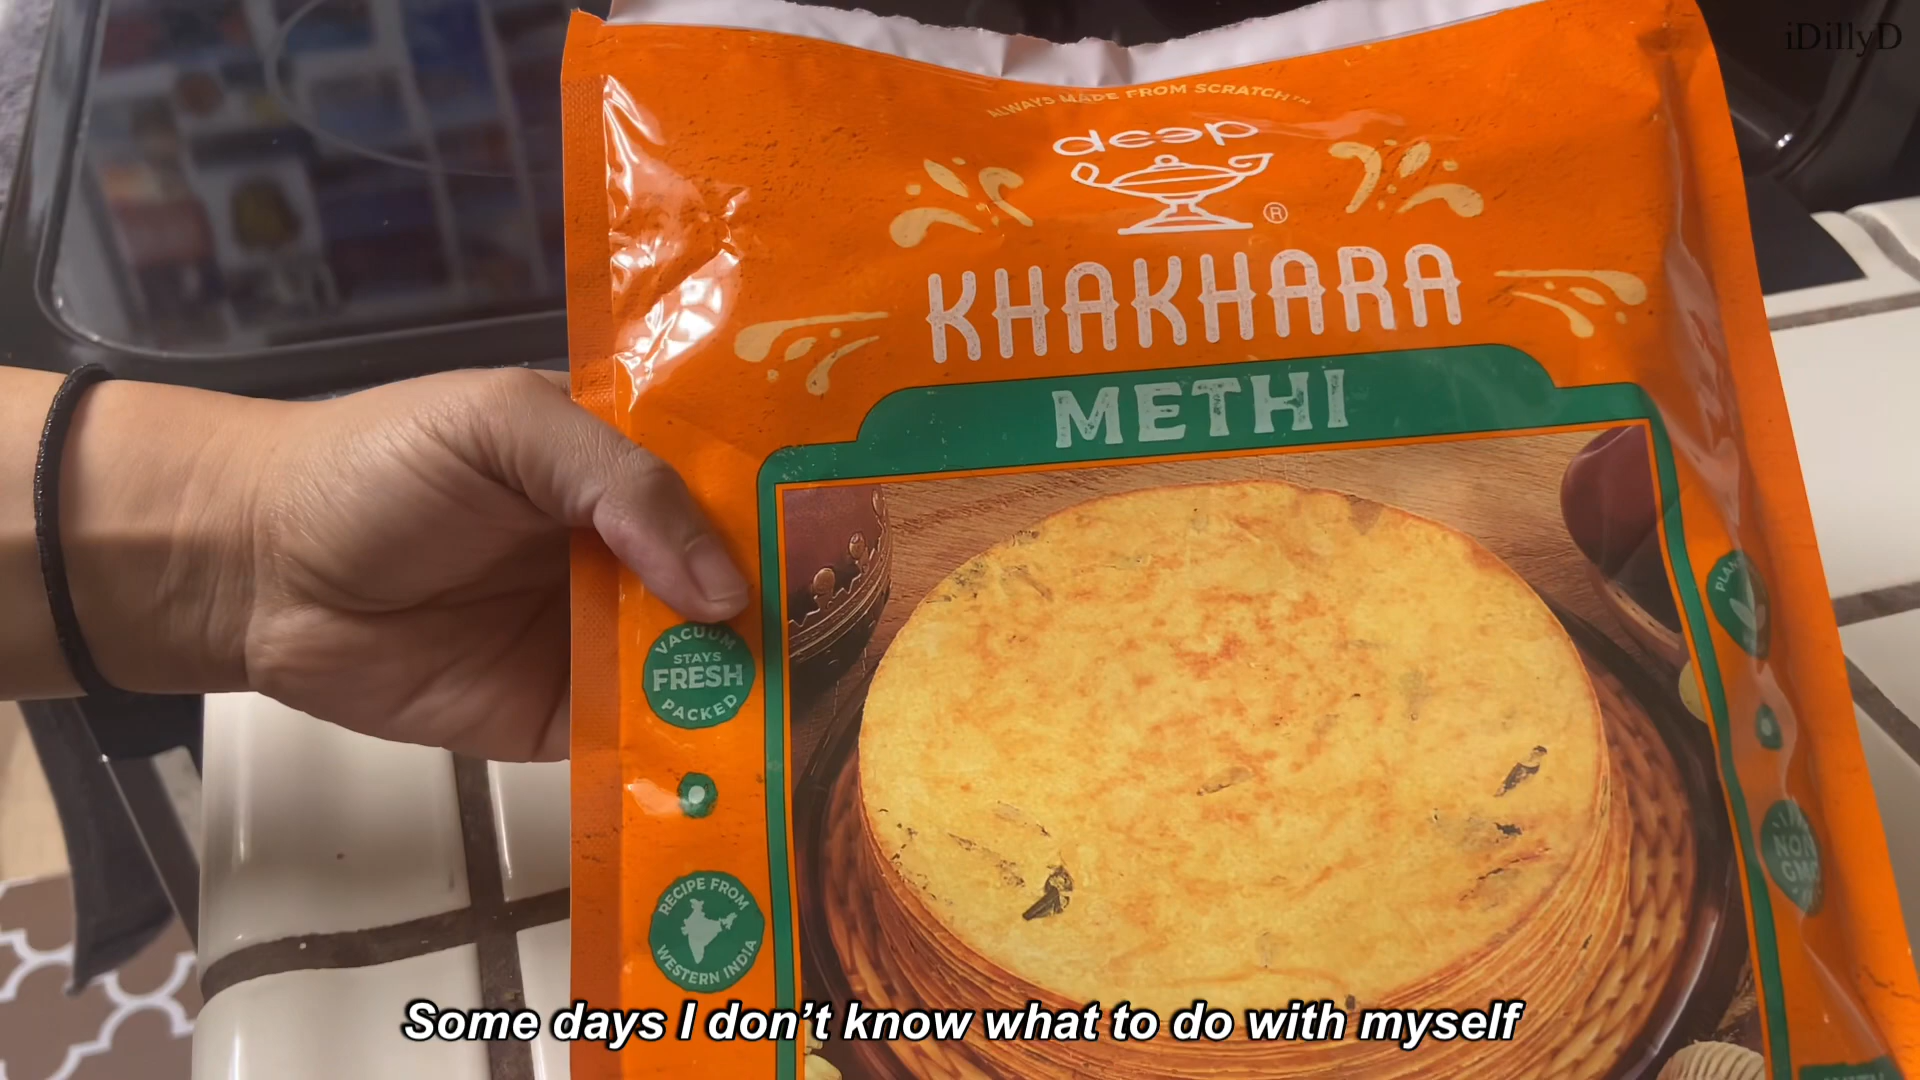 iDillyD
ALWAYS MADE FROM SCRATCH™
deep
®
KHAKHARA
METHI
VACUUM
STAYS
FRESH
PACKED
NON
RECIPE FROM
WESTERN INDIA
Some days I don't know what to do with myself